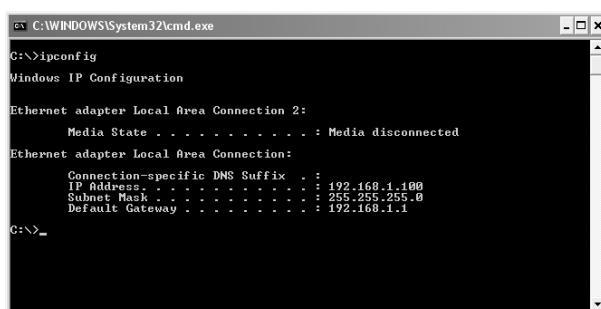 C:\WINDOWS\System32\cmd.exe
C:\>ipconfig
Windows IP Configuration
Ethernet adapter Local Area Connection 2:
Media State . . . . . . . . . . . : Media disconnected
Ethernet adapter Local Area Connection:
Connection-specific DNS Suffix . :
IP Address. . . . . . . . . . . . : 192.168.1.100
Subnet Mask . . . . . . . . . . . : 255.255.255.0
Default Gateway . . . . . . . . . : 192.168.1.1
C:\>_